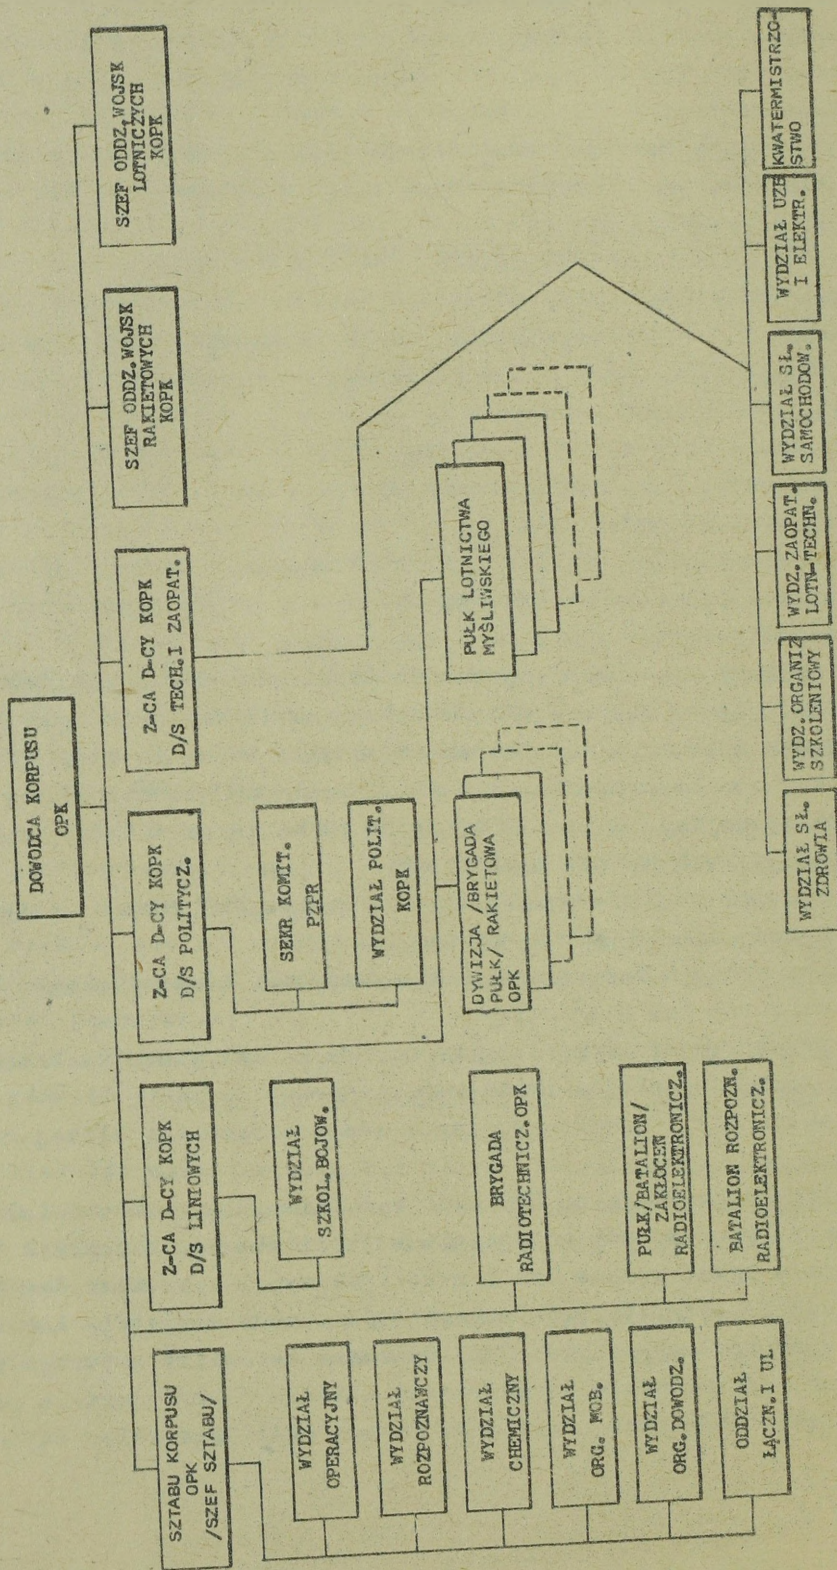 DOWODCA KORPUSU
OPK
SZTABU KORPUSU
OPK
/SZEF SZTABU/
Z-CA D-CY KOPK
D/S LINIOWYCH
Z-CA D-CY KOPK
D/S POLITYCZ.
Z-CA D-CY KOPK
D/S TECH.I ZAOPAT.
SZEF ODDZ.WOJSK
RAKIETOWYCH
KOPK
SZEF ODDZ.WOJSK
LOTNICZYCH
KOPK
WYDZIAŁ
OPERACYJNY
WYDZIAŁ
ROZPOZNAWCZY
WYDZIAŁ
CHEMICZNY
WYDZIAŁ
ORG. MOB.
WYDZIAŁ
ORG.DOWODZ.
ODDZIAŁ
ŁĄCZN.I UL
WYDZIAŁ
SZKOL.BOJOW.
BRYGADA
RADIOTECHNICZ.OPK
PUŁK/BATALION/
ZAKŁOCEN
RADIOELEKTRONICZ.
BATALION ROZPOZN.
RADIOELEKTRONICZ.
SEKR KOMIT.
PZPR
WYDZIAŁ POLIT.
KOPK
DYWIZJA /BRYGADA
PUŁK/ RAKIETOWA
OPK
PUŁK LOTNICTWA
MYŚLIWSKIEGO
WYDZIAŁ SŁ.
ZDROWIA
WYDZ.ORGANIZ
SZKOLENIOWY
WYDZ.ZAOPAT.
LOTN-TECHN.
WYDZIAŁ SŁ.
SAMOCHODOW.
WYDZIAŁ UZB
I ELEKTR.
KWATERMISTRZO-
STWO